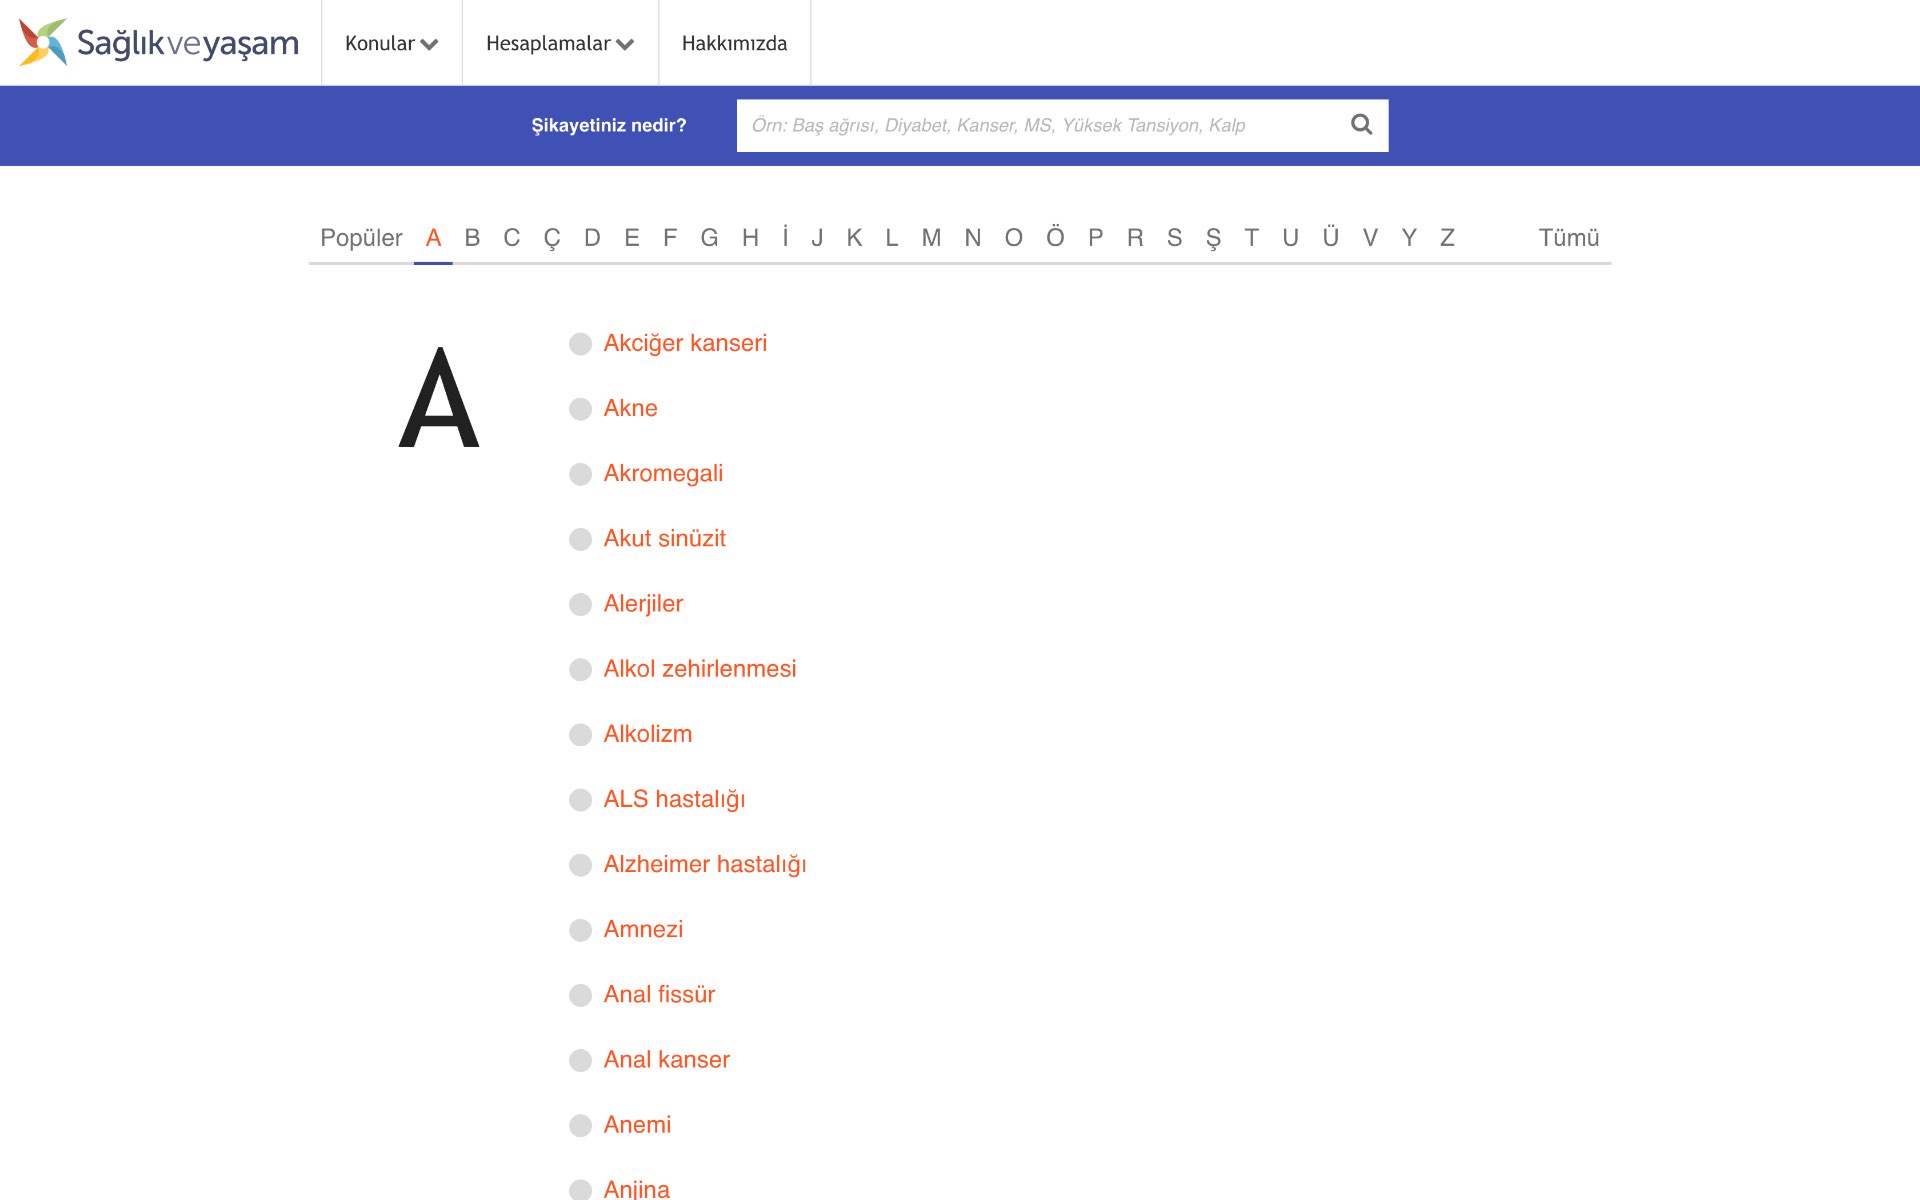 Sağlıkveyaşam Konular Hesaplamalar Hakkımızda
Şikayetiniz nedir? Örn: Baş ağrısı, Diyabet, Kanser, MS, Yüksek Tansiyon, Kalp
Popüler A B C Ç D E F G H İ J K L M N O Ö P R S Ş T U Ü V Y Z Tümü
A
Akciğer kanseri
Akne
Akromegali
Akut sinüzit
Alerjiler
Alkol zehirlenmesi
Alkolizm
ALS hastalığı
Alzheimer hastalığı
Amnezi
Anal fissür
Anal kanser
Anemi
Anjina